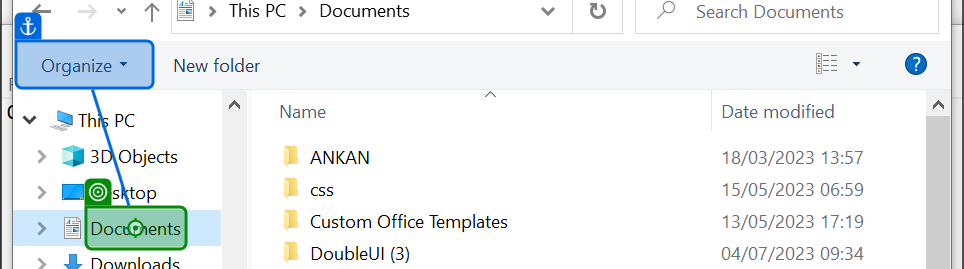 This PC > Documents
Search Documents
Organize
New folder
?
Name
Date modified
This PC
3D Objects
Desktop
Documents
Downloads
ANKAN 18/03/2023 13:57
css 15/05/2023 06:59
Custom Office Templates 13/05/2023 17:19
DoubleUI (3) 04/07/2023 09:34